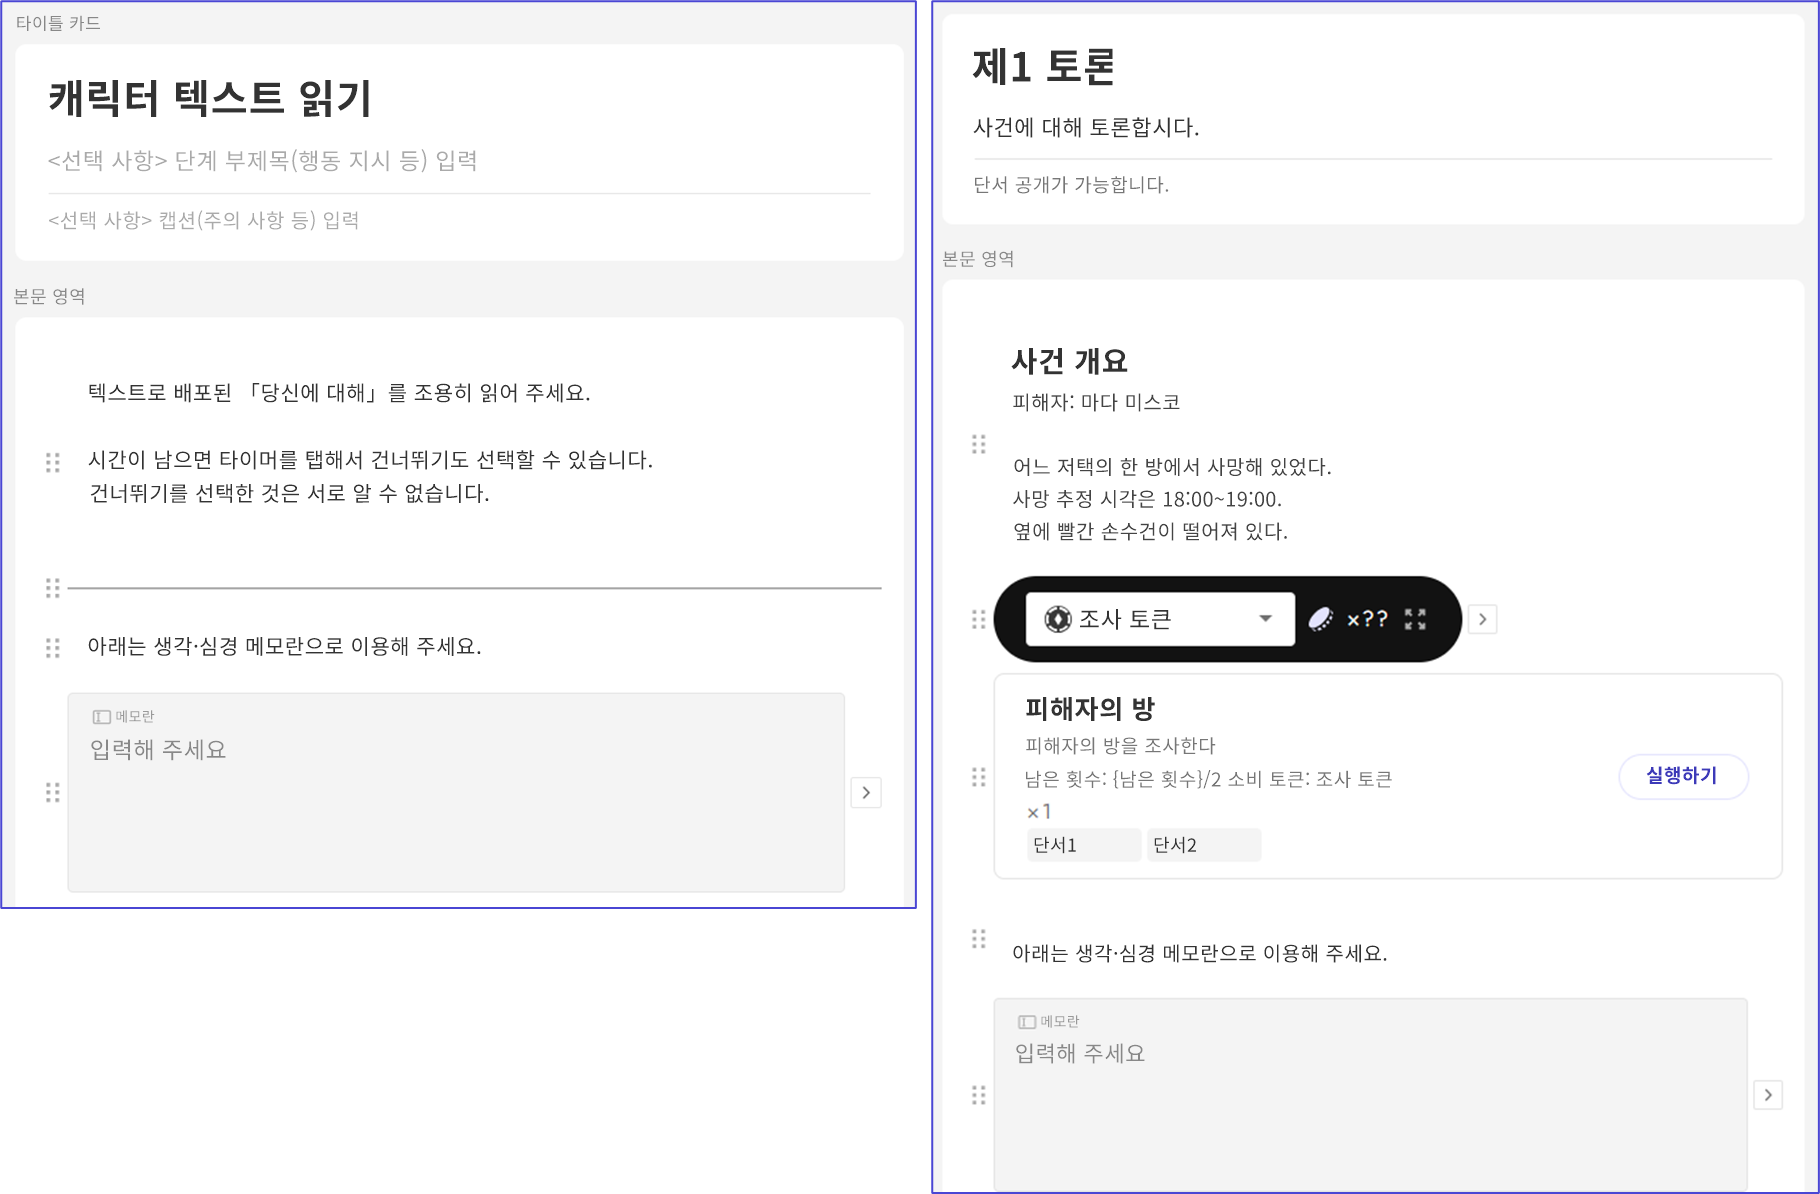 타이틀 카드
캐릭터 텍스트 읽기
<선택 사항> 단계 부제목(행동 지시 등) 입력
<선택 사항> 캡션(주의 사항 등) 입력
본문 영역
텍스트로 배포된 「당신에 대해」를 조용히 읽어 주세요.
시간이 남으면 타이머를 탭해서 건너뛰기도 선택할 수 있습니다.
건너뛰기를 선택한 것은 서로 알 수 없습니다.
아래는 생각·심경 메모란으로 이용해 주세요.
메모란
입력해 주세요
제1 토론
사건에 대해 토론합시다.
단서 공개가 가능합니다.
본문 영역
사건 개요
피해자: 마다 미스코
어느 저택의 한 방에서 사망해 있었다.
사망 추정 시각은 18:00~19:00.
옆에 빨간 손수건이 떨어져 있다.
조사 토큰 ×??
피해자의 방
피해자의 방을 조사한다
남은 횟수: {남은 횟수}/2 소비 토큰: 조사 토큰
×1
실행하기
단서1 단서2
아래는 생각·심경 메모란으로 이용해 주세요.
메모란
입력해 주세요